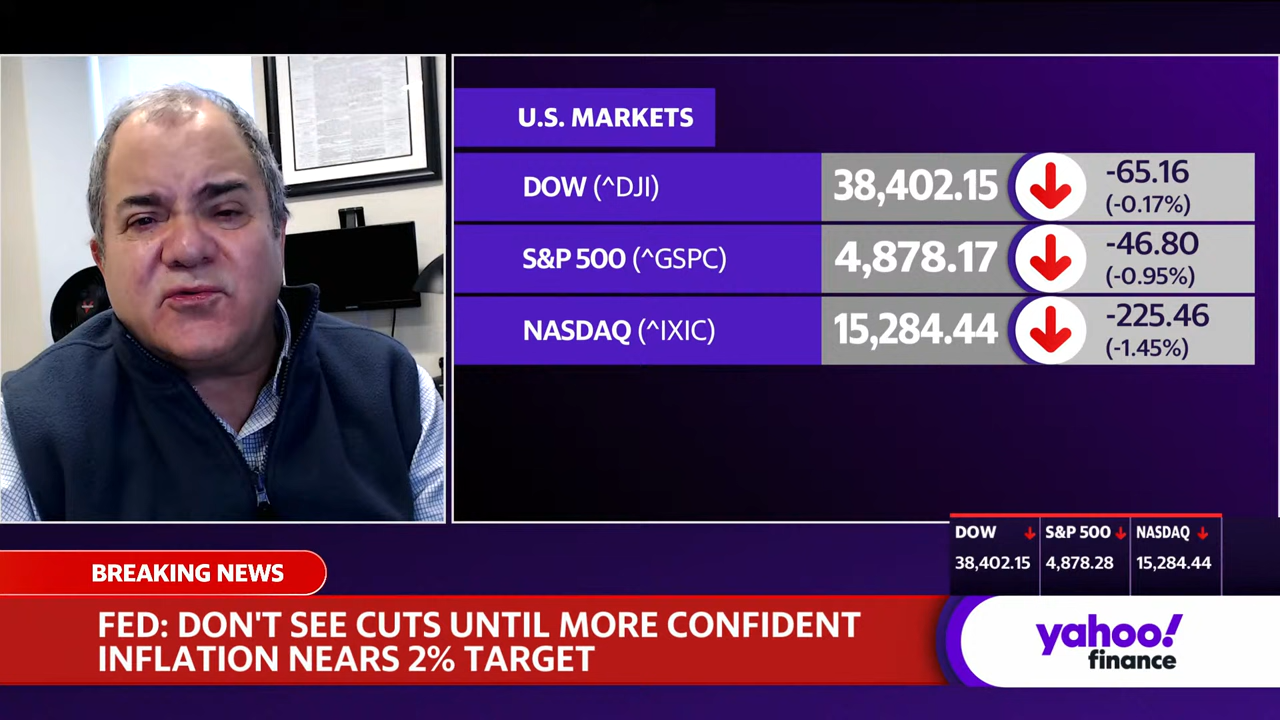 U.S. MARKETS
DOW (^DJI) 38,402.15 -65.16 (-0.17%)
S&P 500 (^GSPC) 4,878.17 -46.80 (-0.95%)
NASDAQ (^IXIC) 15,284.44 -225.46 (-1.45%)
DOW S&P 500 NASDAQ
38,402.15 4,878.28 15,284.44
BREAKING NEWS
FED: DON'T SEE CUTS UNTIL MORE CONFIDENT
INFLATION NEARS 2% TARGET
yahoo!
finance